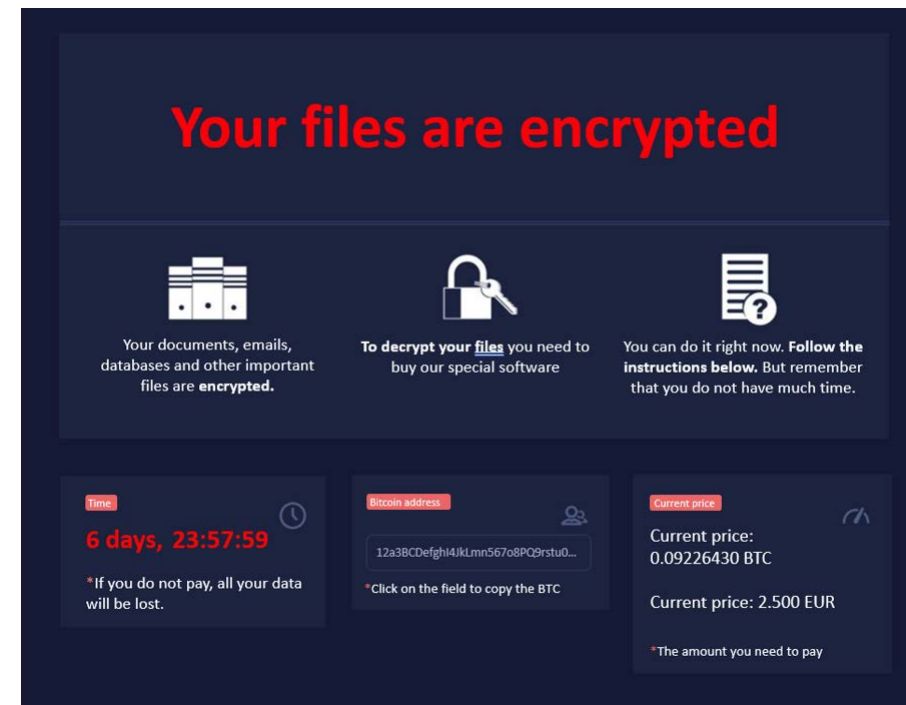 Your files are encrypted
Your documents, emails,
databases and other important
files are encrypted.
To decrypt your files you need to
buy our special software
You can do it right now. Follow the
instructions below. But remember
that you do not have much time.
Time
6 days, 23:57:59
*If you do not pay, all your data
will be lost.
Bitcoin address
12a3BCDefghI4JkLmn567o8PQ9rstu0...
*Click on the field to copy the BTC
Current price
Current price:
0.09226430 BTC
Current price: 2.500 EUR
*The amount you need to pay